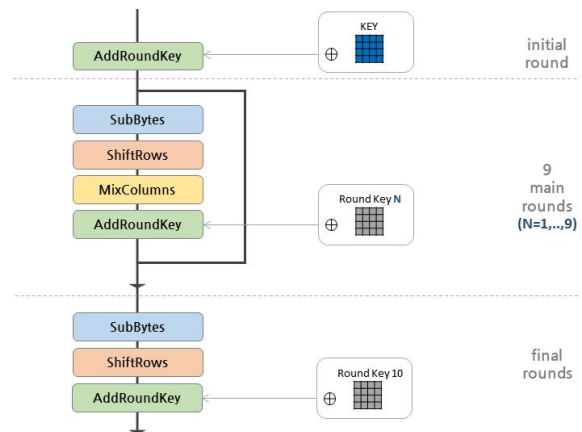 KEY
AddRoundKey
⊕
initial
round
SubBytes
ShiftRows
MixColumns
AddRoundKey
Round Key N
⊕
9
main
rounds
(N=1,..,9)
SubBytes
ShiftRows
AddRoundKey
Round Key 10
⊕
final
rounds